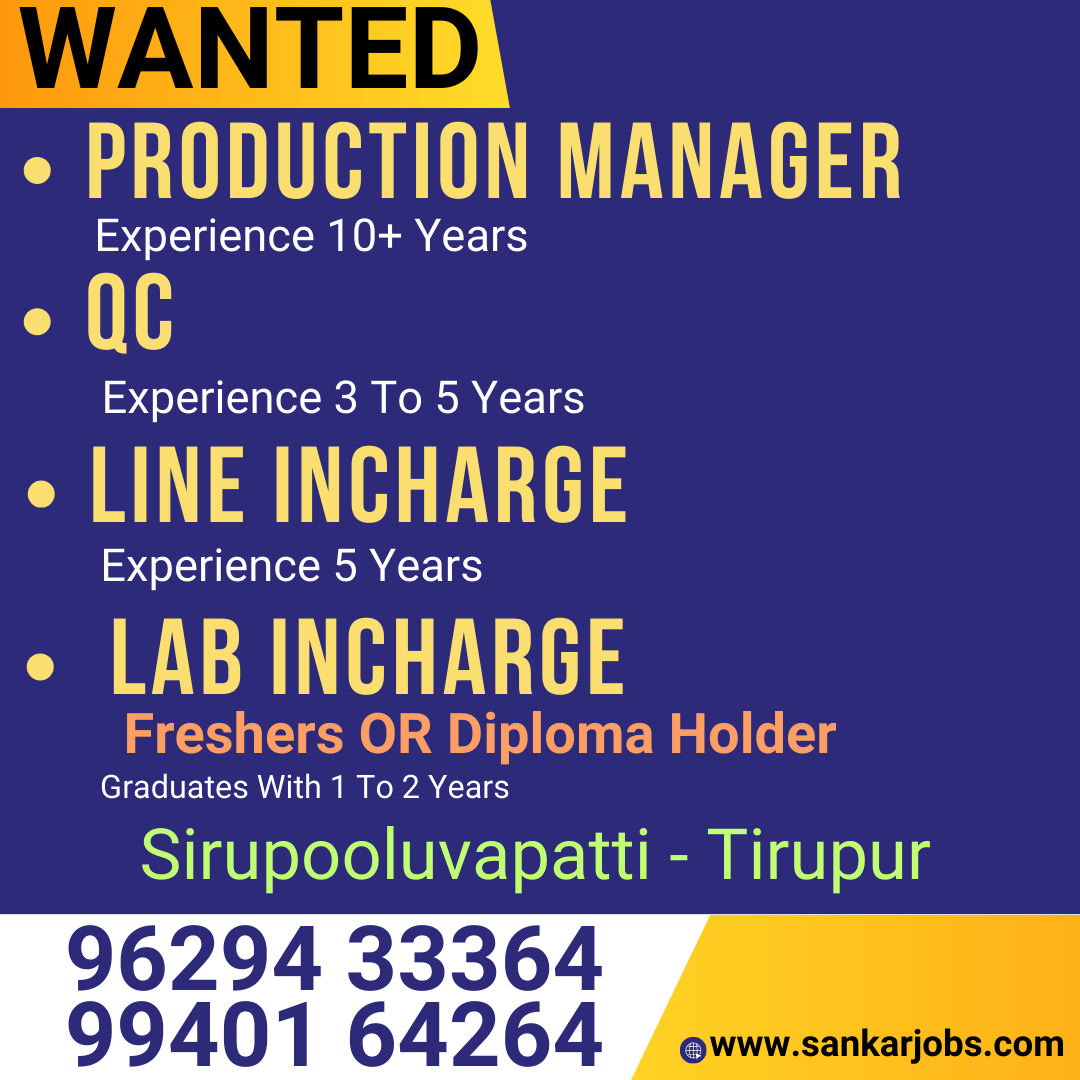 WANTED
• PRODUCTION MANAGER
Experience 10+ Years
• QC
Experience 3 To 5 Years
• LINE INCHARGE
Experience 5 Years
• LAB INCHARGE
Freshers OR Diploma Holder
Graduates With 1 To 2 Years
Sirupooluvapatti - Tirupur
96294 33364
99401 64264
www.sankarjobs.com